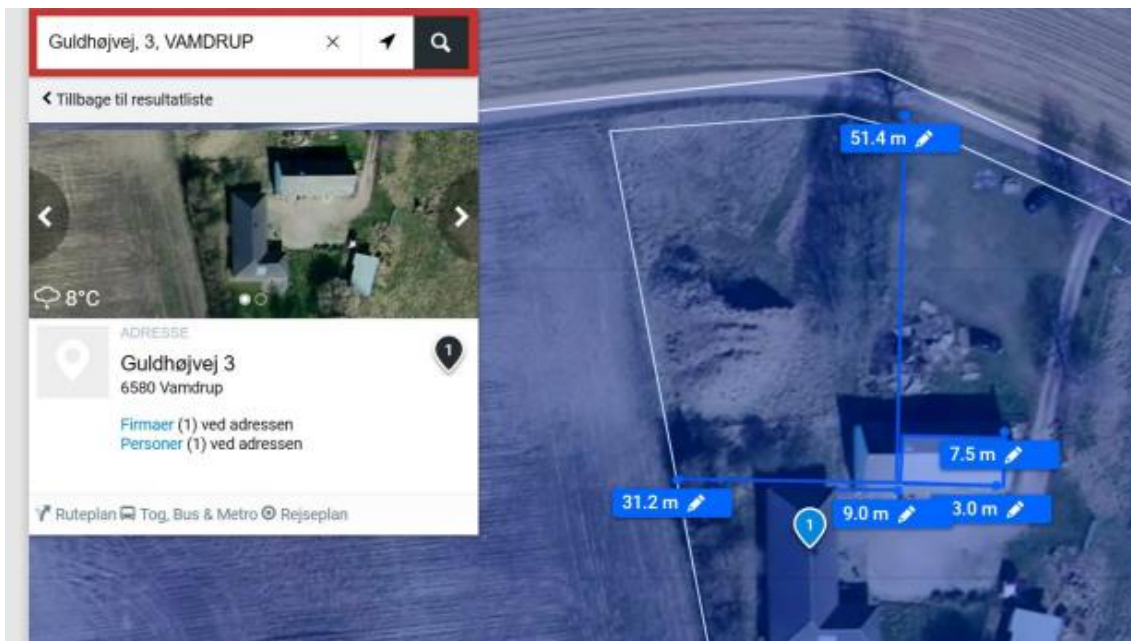 Guldhøjvej, 3, VAMDRUP
Tillbage til resultatliste
8°C
ADRESSE
Guldhøjvej 3
6580 Vamdrup
1
Firmaer (1) ved adressen
Personer (1) ved adressen
Ruteplan Tog, Bus & Metro Rejseplan
51.4 m
7.5 m
31.2 m
9.0 m
3.0 m
1